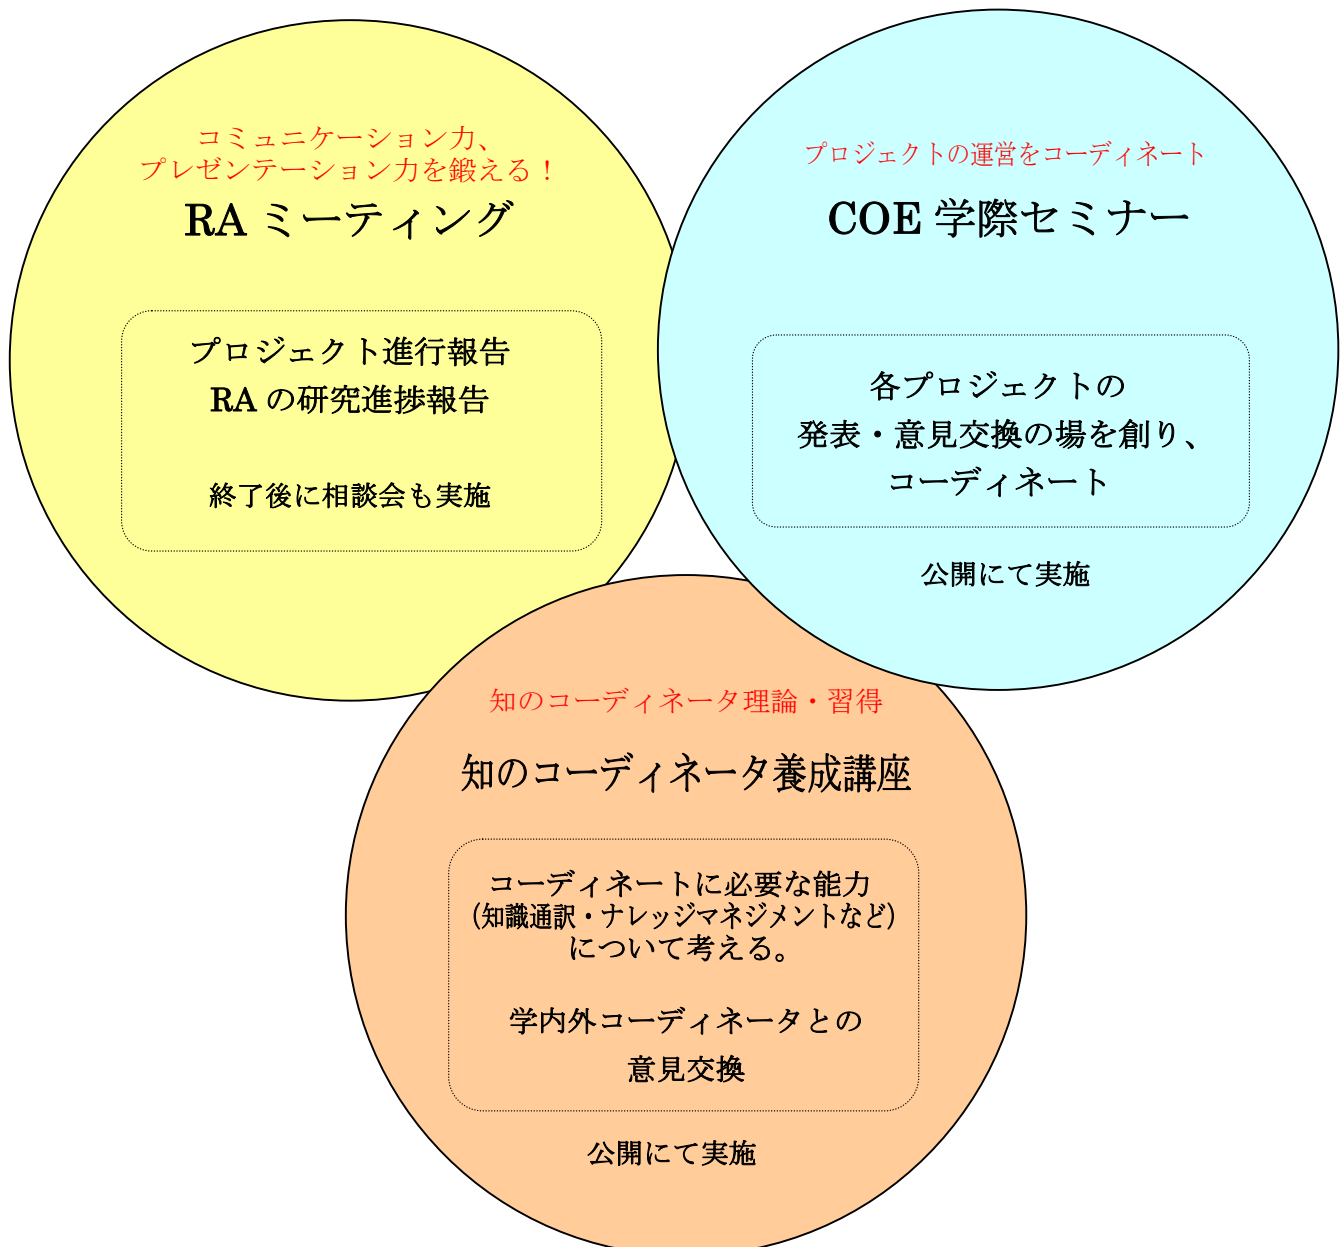 コミュニケーション力、
プレゼンテーション力を鍛える！
RA ミーティング
プロジェクト進行報告
RA の研究進捗報告
終了後に相談会も実施
プロジェクトの運営をコーディネート
COE 学際セミナー
各プロジェクトの
発表・意見交換の場を創り、
コーディネート
公開にて実施
知のコーディネータ理論・習得
知のコーディネータ養成講座
コーディネートに必要な能力
（知識通訳・ナレッジマネジメントなど）
について考える。
学内外コーディネータとの
意見交換
公開にて実施